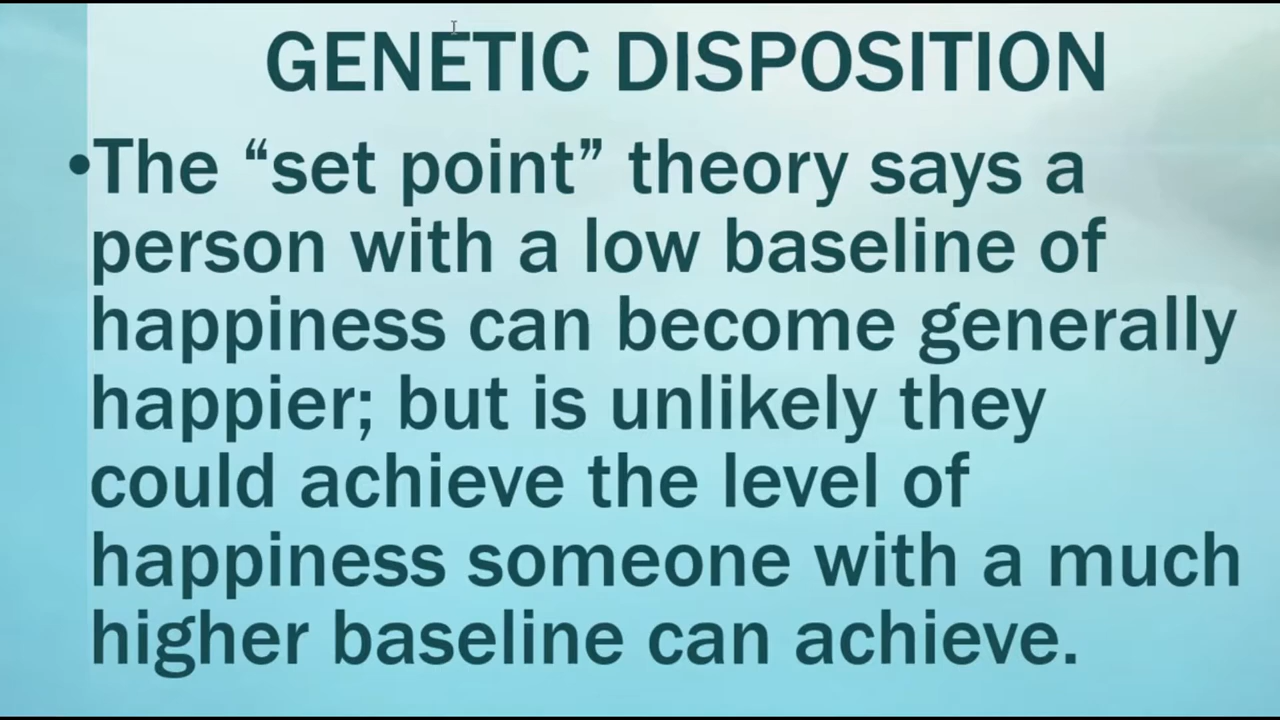 GENETIC DISPOSITION
•The “set point” theory says a
person with a low baseline of
happiness can become generally
happier; but is unlikely they
could achieve the level of
happiness someone with a much
higher baseline can achieve.